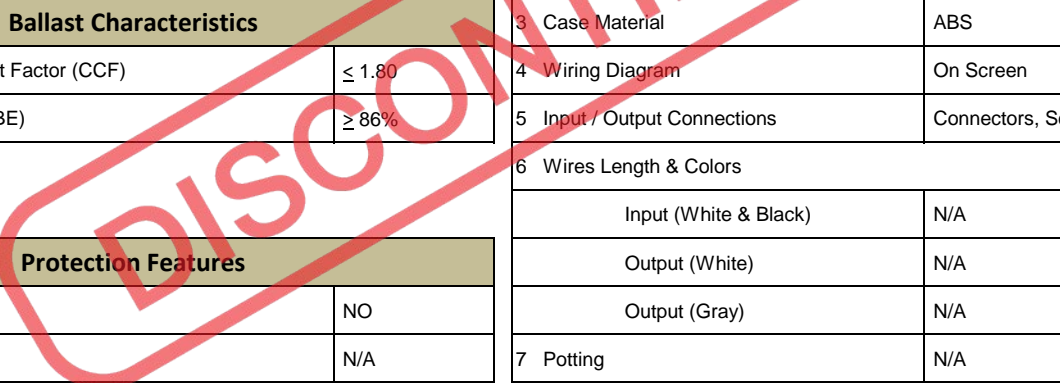 Ballast Characteristics
t Factor (CCF) ≤ 1.80
BE) ≥ 86%
Protection Features
NO
N/A
3 Case Material ABS
4 Wiring Diagram On Screen
5 Input / Output Connections Connectors,
6 Wires Length & Colors
Input (White & Black) N/A
Output (White) N/A
Output (Gray) N/A
7 Potting N/A